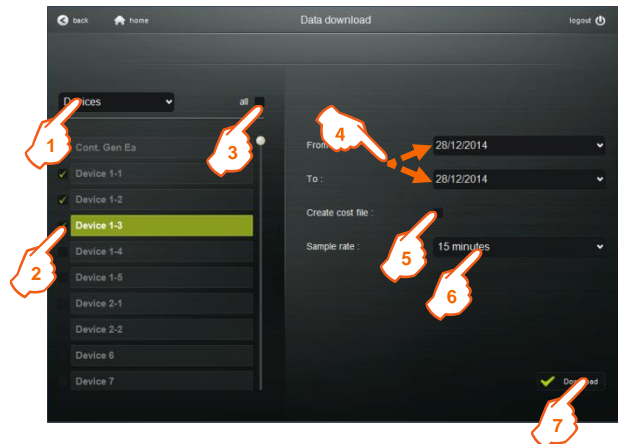 back home Data download logout
Devices all
Cont. Gen Ea
Device 1-1
Device 1-2
Device 1-3
Device 1-4
Device 1-5
Device 2-1
Device 2-2
Device 6
Device 7
From
28/12/2014
To :
28/12/2014
Create cost file :
Sample rate :
15 minutes
Download
1
2
3
4
5
6
7